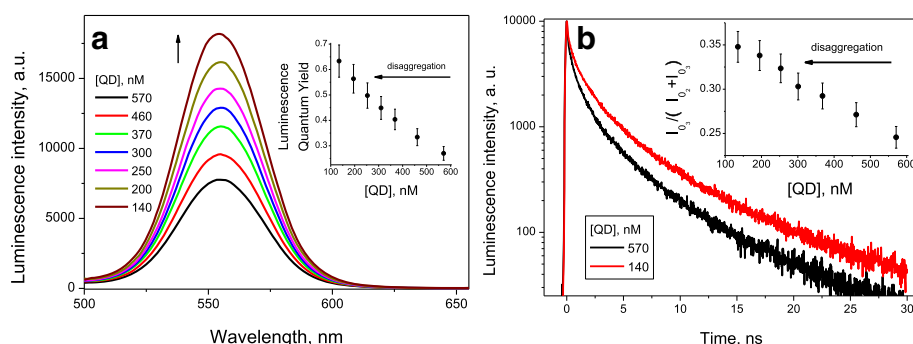 a
Luminescence intensity, a.u.
15000
10000
5000
0
[QD], nM
570
460
370
300
250
200
140
Luminescence
Quantum Yield
0.7
0.6
0.5
0.4
0.3
disaggregation
100 200 300 400 500 600
[QD], nM
500 550 600 650
Wavelength, nm
b
Luminescence intensity, a. u.
10000
1000
100
[QD], nM
570
140
I03/( I02+I03)
0.35
0.30
0.25
disaggregation
100 200 300 400 500 600
[QD], nM
0 5 10 15 20 25 30
Time, ns